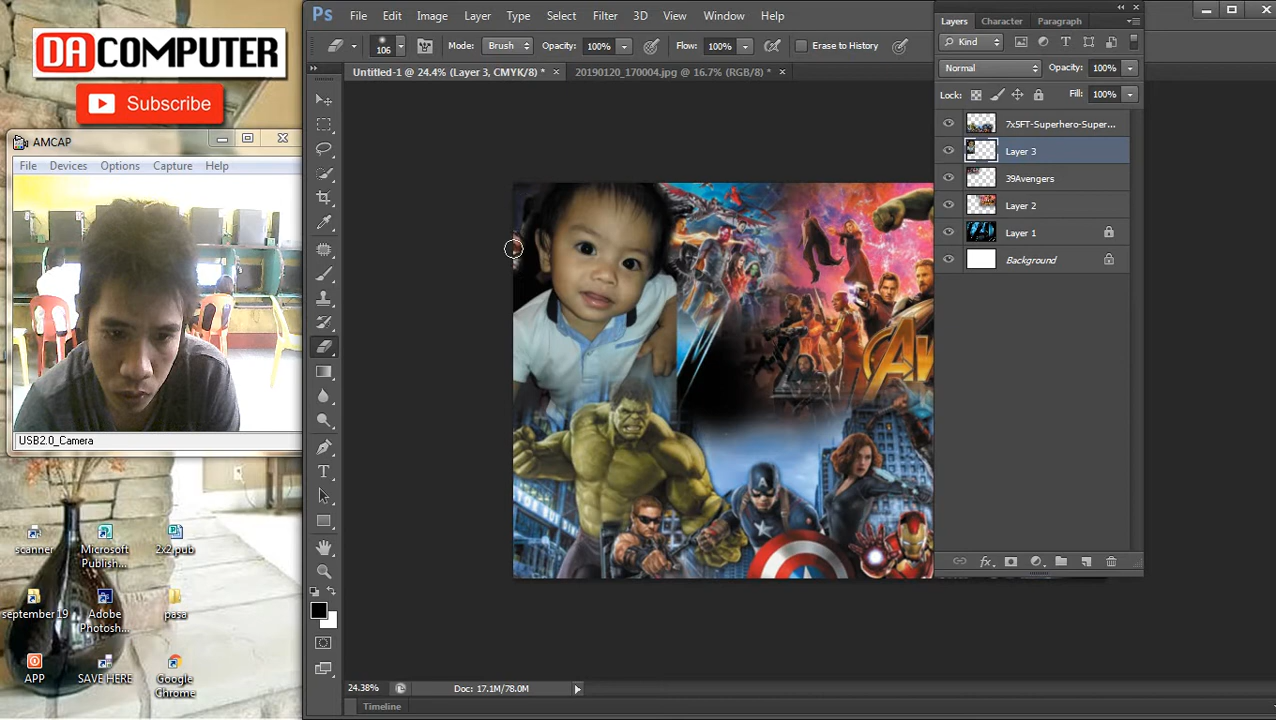 DA COMPUTER
Subscribe
AMCAP
File Devices Options Capture Help
USB2.0_Camera
scanner
Microsoft Publish...
2x2.pub
september 19
Adobe Photosh...
pasa
APP
SAVE HERE
Google Chrome
Ps File Edit Image Layer Type Select Filter 3D View Window Help
106 Mode: Brush Opacity: 100% Flow: 100% Erase to History
Untitled-1 @ 24.4% (Layer 3, CMYK/8) * × 20190120_170004.jpg @ 16.7% (RGB/8) * ×
Layers Character Paragraph
Kind
Normal Opacity: 100%
Lock: Fill: 100%
7x5FT-Superhero-Super...
Layer 3
39Avengers
Layer 2
Layer 1
Background
fx
24.38% Doc: 17.1M/78.0M
Timeline